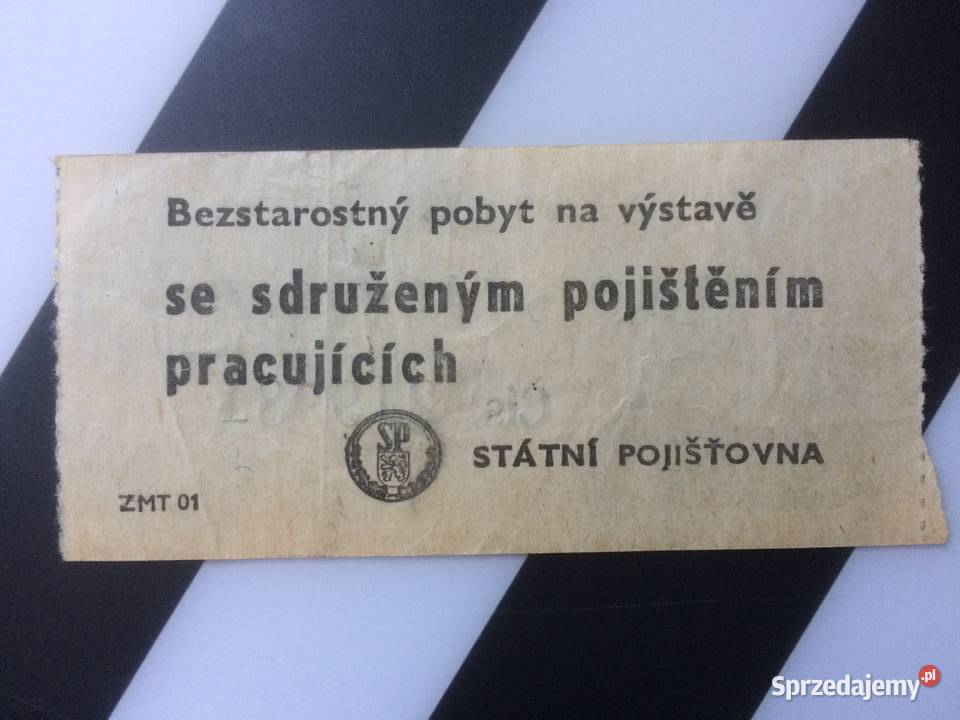 Bezstarostný pobyt na výstavě
se sdruženým pojištěním
pracujících
SP
STÁTNÍ POJIŠŤOVNA
ZMT 01
Sprzedajemy.pl